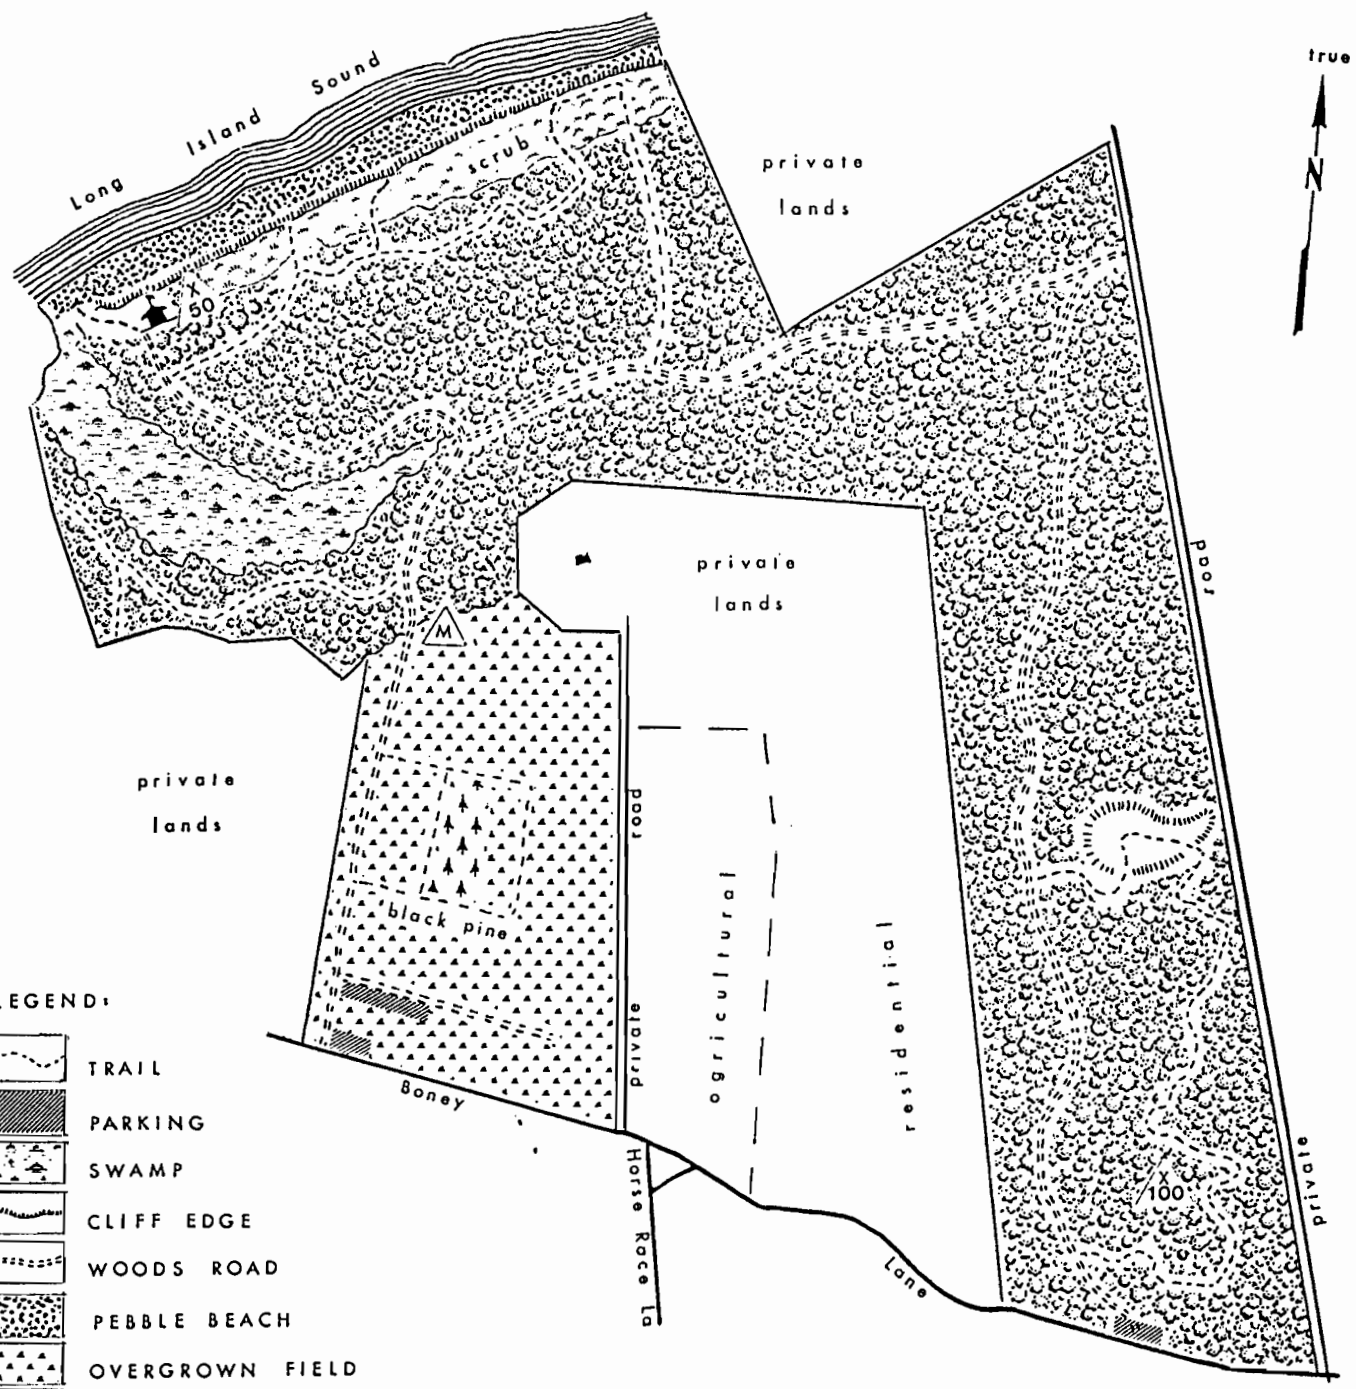 true
N
Long Island Sound
scrub
private
lands
X
50
private
lands
road
M
private
lands
road
black pine
agricultural
residential
private
Boney
Lane
Horse Race La
X
100
private
LEGEND:
TRAIL
PARKING
SWAMP
CLIFF EDGE
WOODS ROAD
PEBBLE BEACH
OVERGROWN FIELD